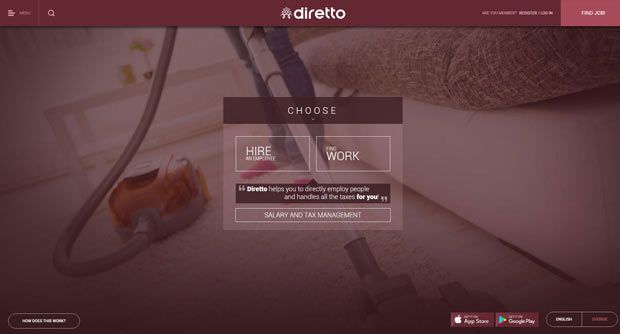 MENU
diretto
ARE YOU MEMBER? REGISTER / LOG IN
FIND JOB!
CHOOSE
HIRE
AN EMPLOYEE
FIND
WORK
❝ Diretto helps you to directly employ people
and handles all the taxes for you! ❞
SALARY AND TAX MANAGEMENT
HOW DOES THIS WORK?
GET IT ON
App Store
GET IT ON
Google Play
ENGLISH
SVERIGE